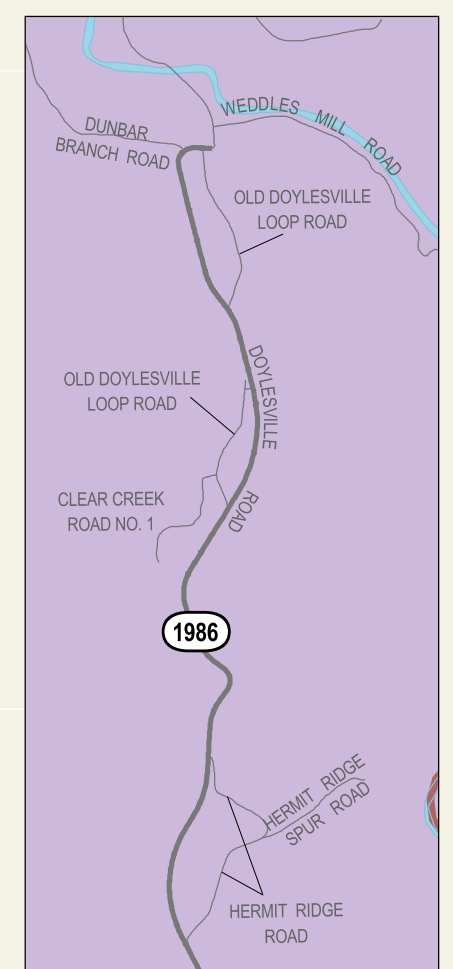 WEDDLES MILL ROAD
DUNBAR
BRANCH ROAD
OLD DOYLESVILLE
LOOP ROAD
DOYLESVILLE
ROAD
OLD DOYLESVILLE
LOOP ROAD
CLEAR CREEK
ROAD NO. 1
1986
HERMIT RIDGE
SPUR ROAD
HERMIT RIDGE
ROAD